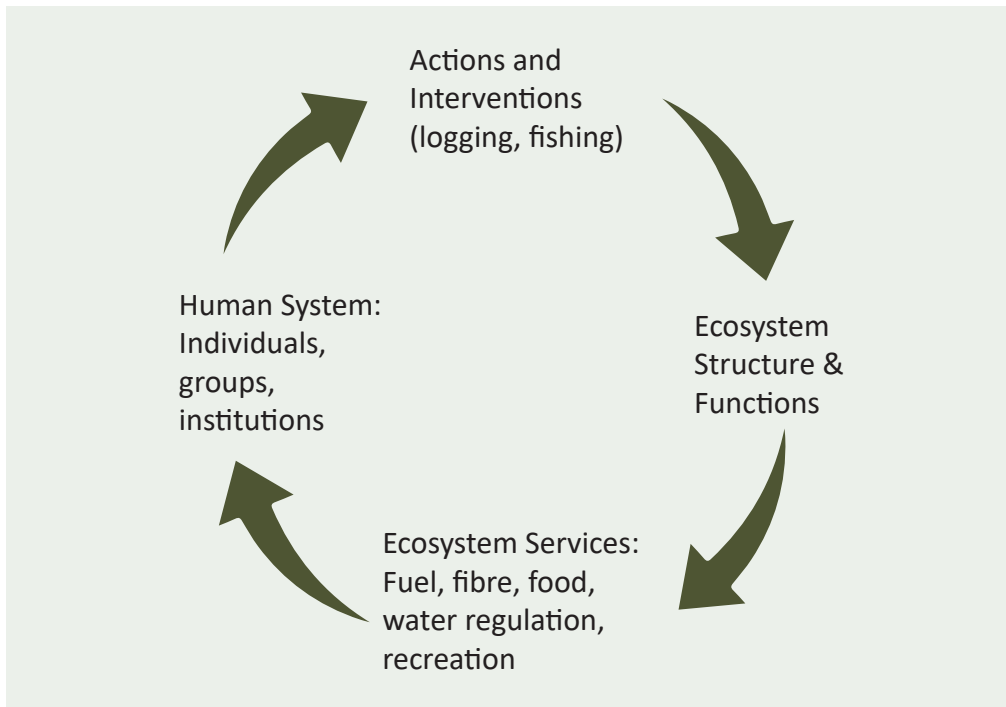 Actions and
Interventions
(logging, fishing)
Ecosystem
Structure &
Functions
Ecosystem Services:
Fuel, fibre, food,
water regulation,
recreation
Human System:
Individuals,
groups,
institutions